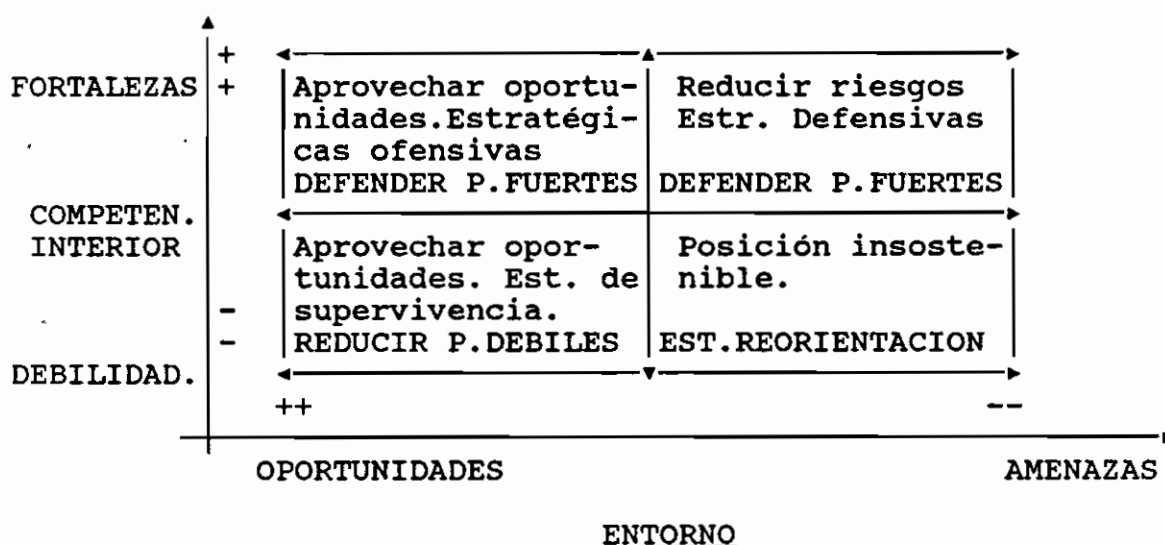 +
FORTALEZAS + Aprovechar oportu- Reducir riesgos
nidades.Estratégi- Estr. Defensivas
cas ofensivas
DEFENDER P.FUERTES DEFENDER P.FUERTES
COMPETEN.
INTERIOR Aprovechar opor- Posición insoste-
tunidades. Est. de nible.
- supervivencia.
- REDUCIR P.DEBILES EST.REORIENTACION
DEBILIDAD.
++ --
OPORTUNIDADES AMENAZAS
ENTORNO